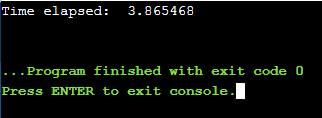 Time elapsed:  3.865468
...Program finished with exit code 0
Press ENTER to exit console.